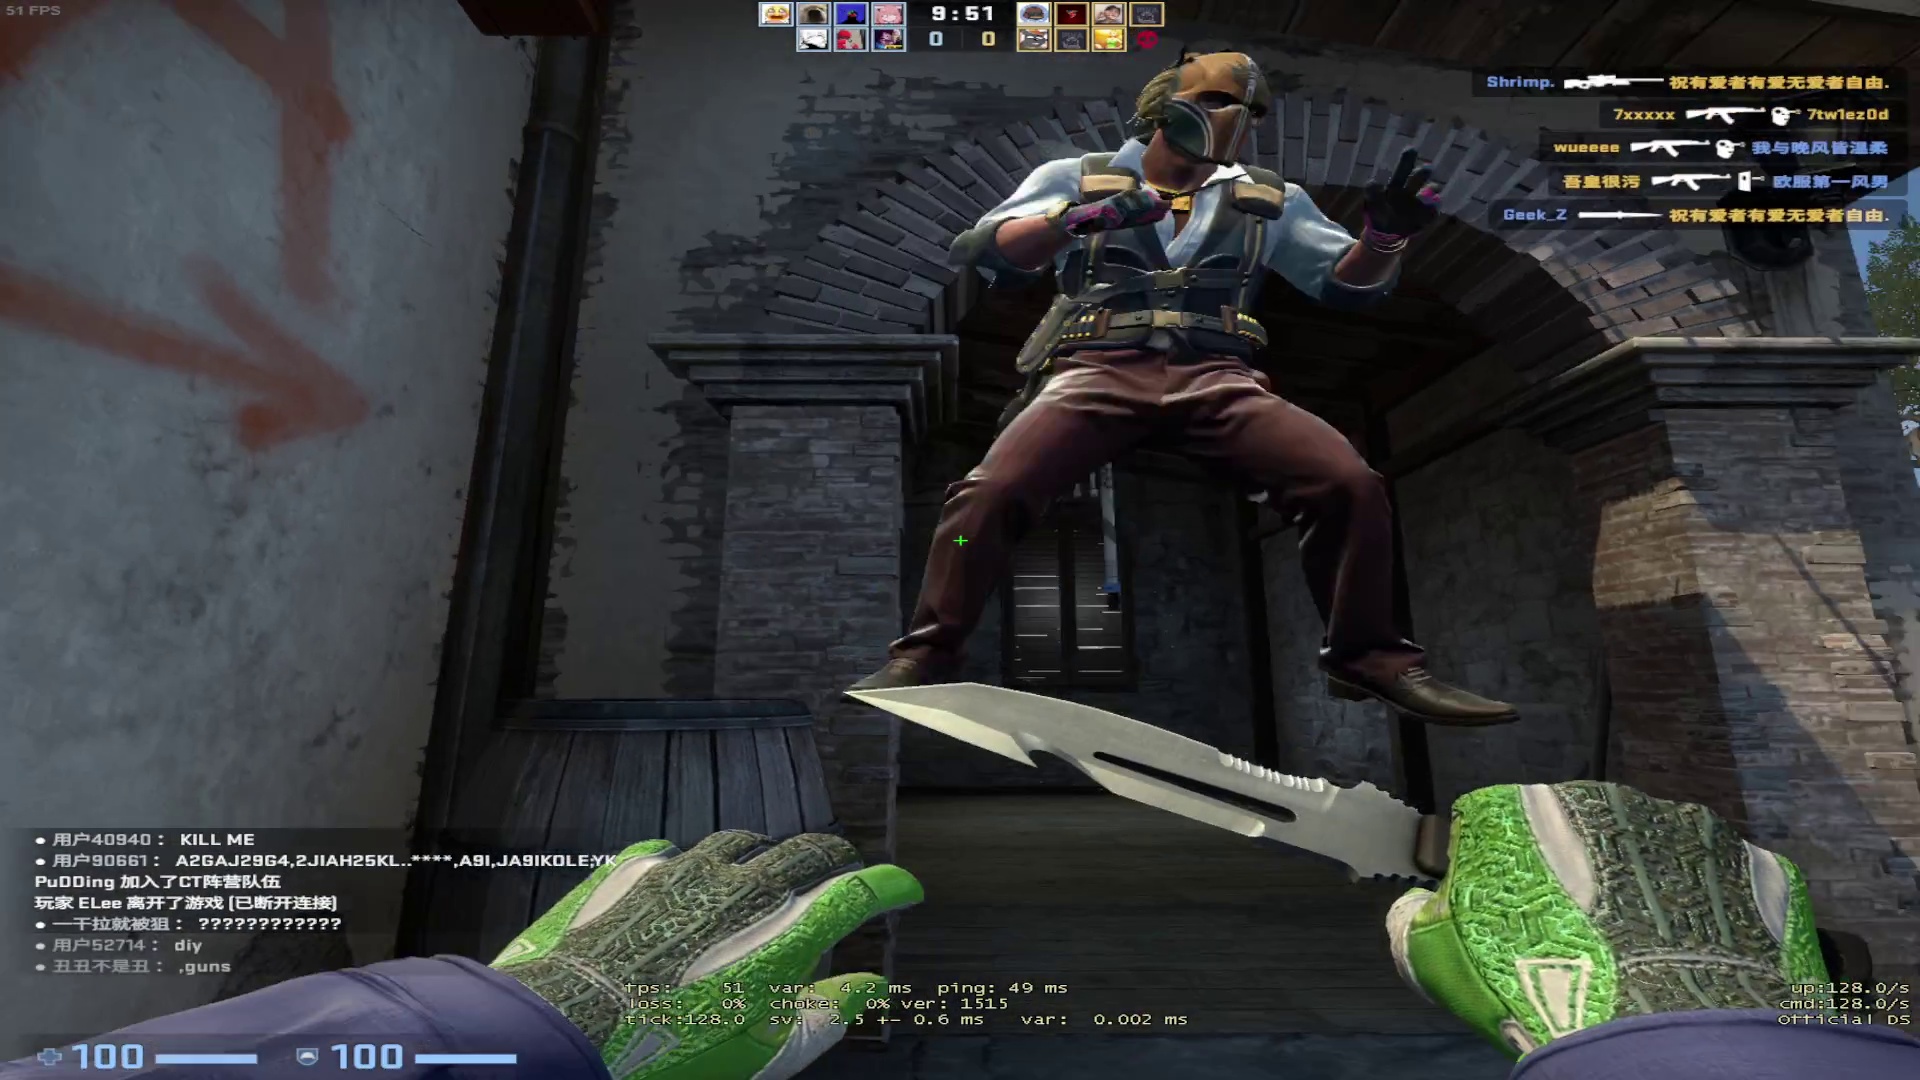 51 FPS
9:51
0 0
Shrimp. 祝有爱者有爱无爱者自由.
7xxxxx 7tw1ez0d
wueeee 我与晚风皆温柔
吾皇很污 欧服第一风男
Geek_Z 祝有爱者有爱无爱者自由.
● 用户40940： KILL ME
● 用户90661： A2GAJ29G4,2JIAH25KL..****,A9I,JA9IKOLE;YK
PuDDing 加入了CT阵营队伍
玩家 ELee 离开了游戏 [已断开连接]
● 一干拉就被狙： ????????????
● 用户52714： diy
● 丑丑不是丑： ,guns
fps: 51 var: 4.2 ms ping: 49 ms
loss: 0% choke: 0% ver: 1515
tick:128.0 sv: 2.5 +- 0.6 ms var: 0.002 ms
up:128.0/s
cmd:128.0/s
official DS
100 100